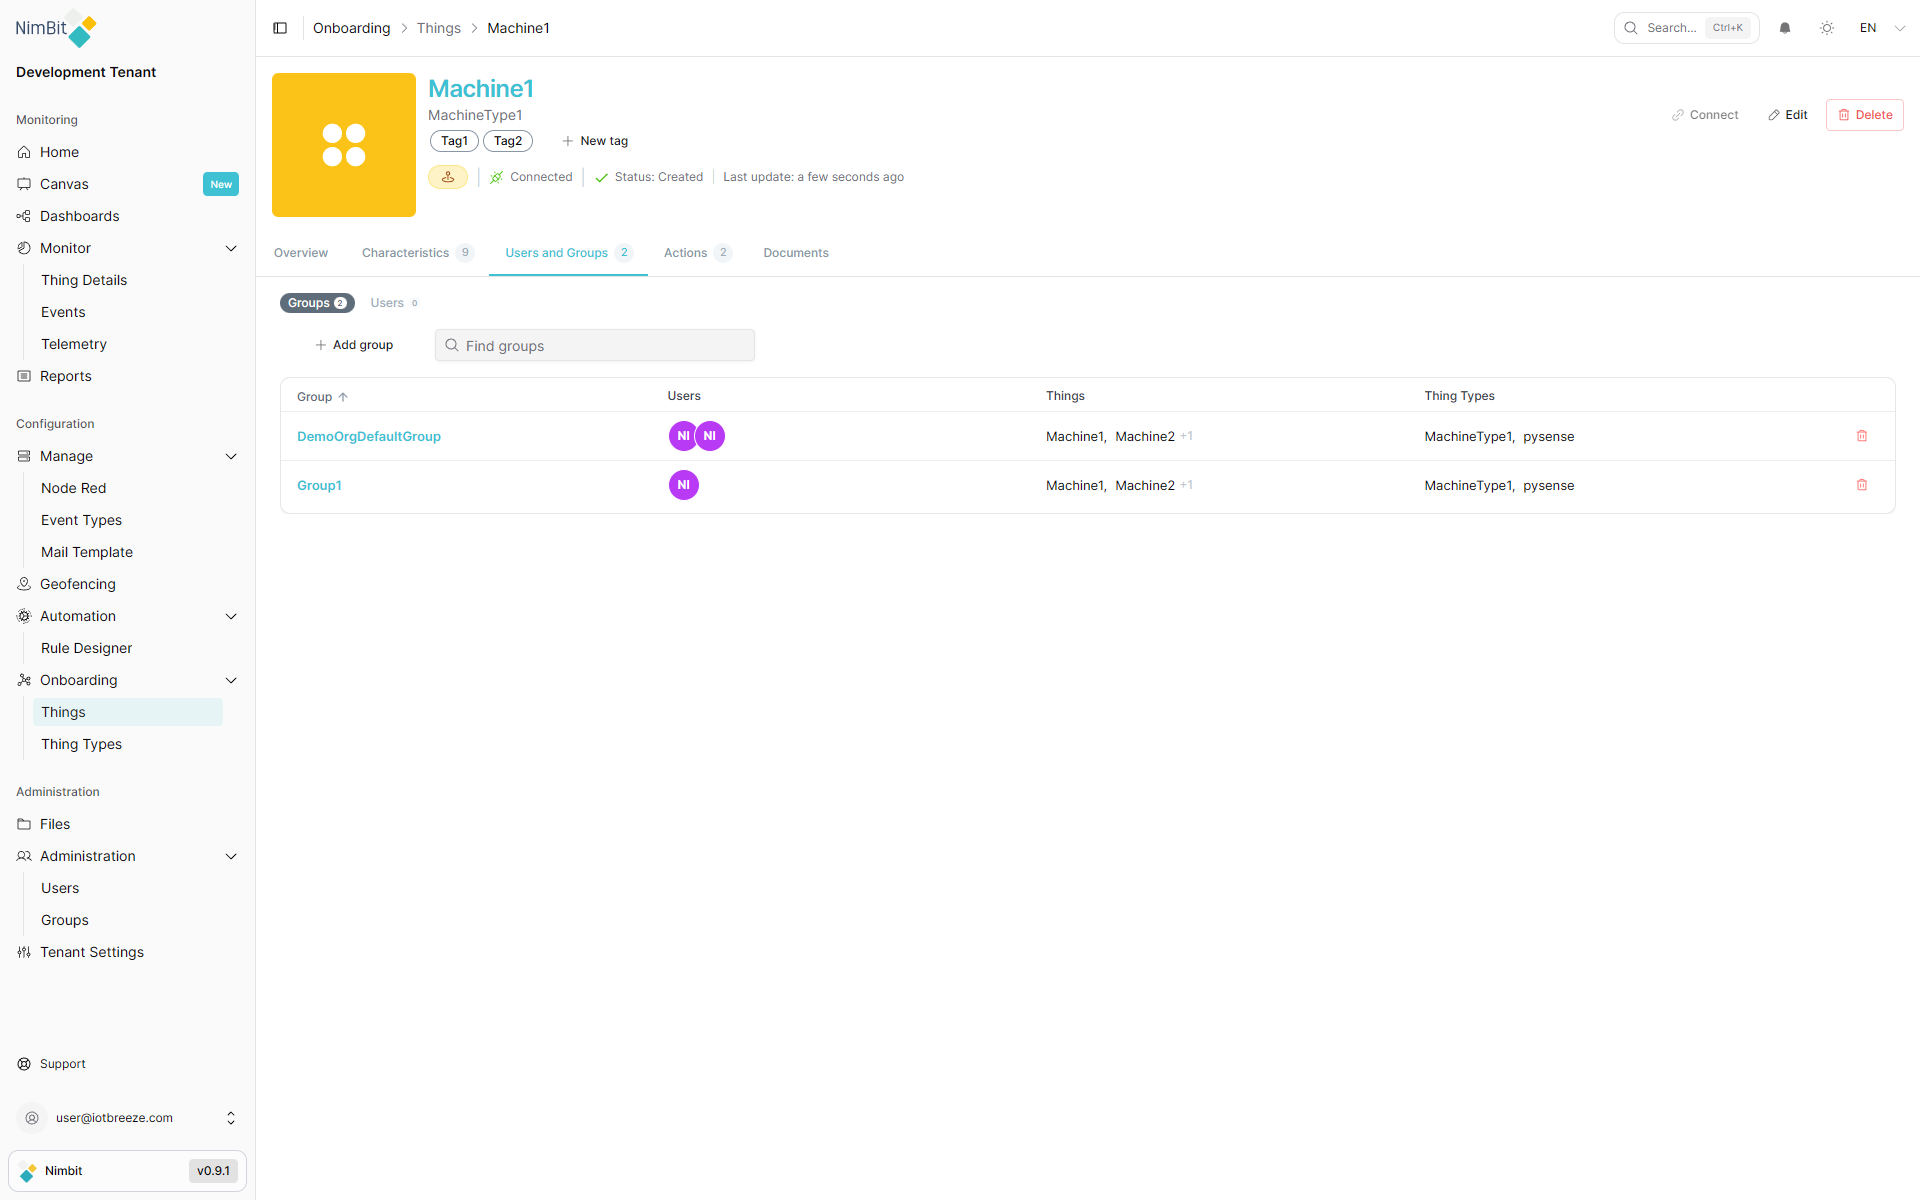 NimBit
Development Tenant
Monitoring
Home
Canvas New
Dashboards
Monitor
Thing Details
Events
Telemetry
Reports
Configuration
Manage
Node Red
Event Types
Mail Template
Geofencing
Automation
Rule Designer
Onboarding
Things
Thing Types
Administration
Files
Administration
Users
Groups
Tenant Settings
Support
user@iotbreeze.com
Nimbit v0.9.1
Onboarding > Things > Machine1
Search... Ctrl+K EN
Machine1
MachineType1
Tag1 Tag2 + New tag
Connected Status: Created Last update: a few seconds ago
Connect Edit Delete
Overview Characteristics 9 Users and Groups 2 Actions 2 Documents
Groups 2 Users 0
+ Add group Find groups
Group Users Things Thing Types
DemoOrgDefaultGroup NI NI Machine1, Machine2 +1 MachineType1, pysense
Group1 NI Machine1, Machine2 +1 MachineType1, pysense